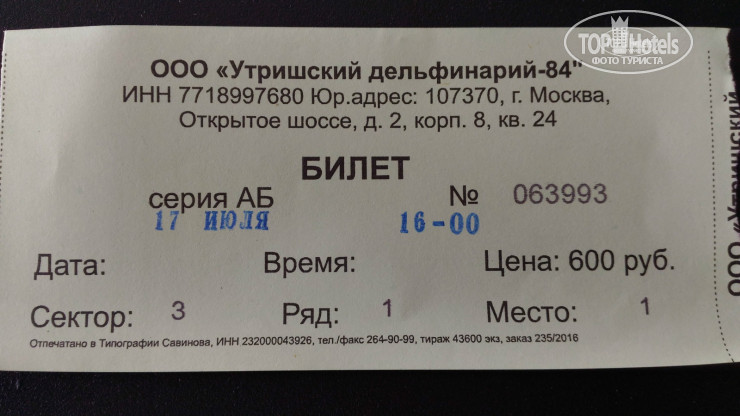 TOP Hotels
ФОТО ТУРИСТА
ООО «Утришский дельфинарий-84"
ИНН 7718997680 Юр.адрес: 107370, г. Москва,
Открытое шоссе, д. 2, корп. 8, кв. 24
БИЛЕТ
серия АБ № 063993
17 ИЮЛЯ 16-00
Дата: Время: Цена: 600 руб.
Сектор: 3 Ряд: 1 Место: 1
Отпечатано в Типографии Савинова, ИНН 232000043926, тел./факс 264-90-99, тираж 43600 экз, заказ 235/2016
ООО «Утришский